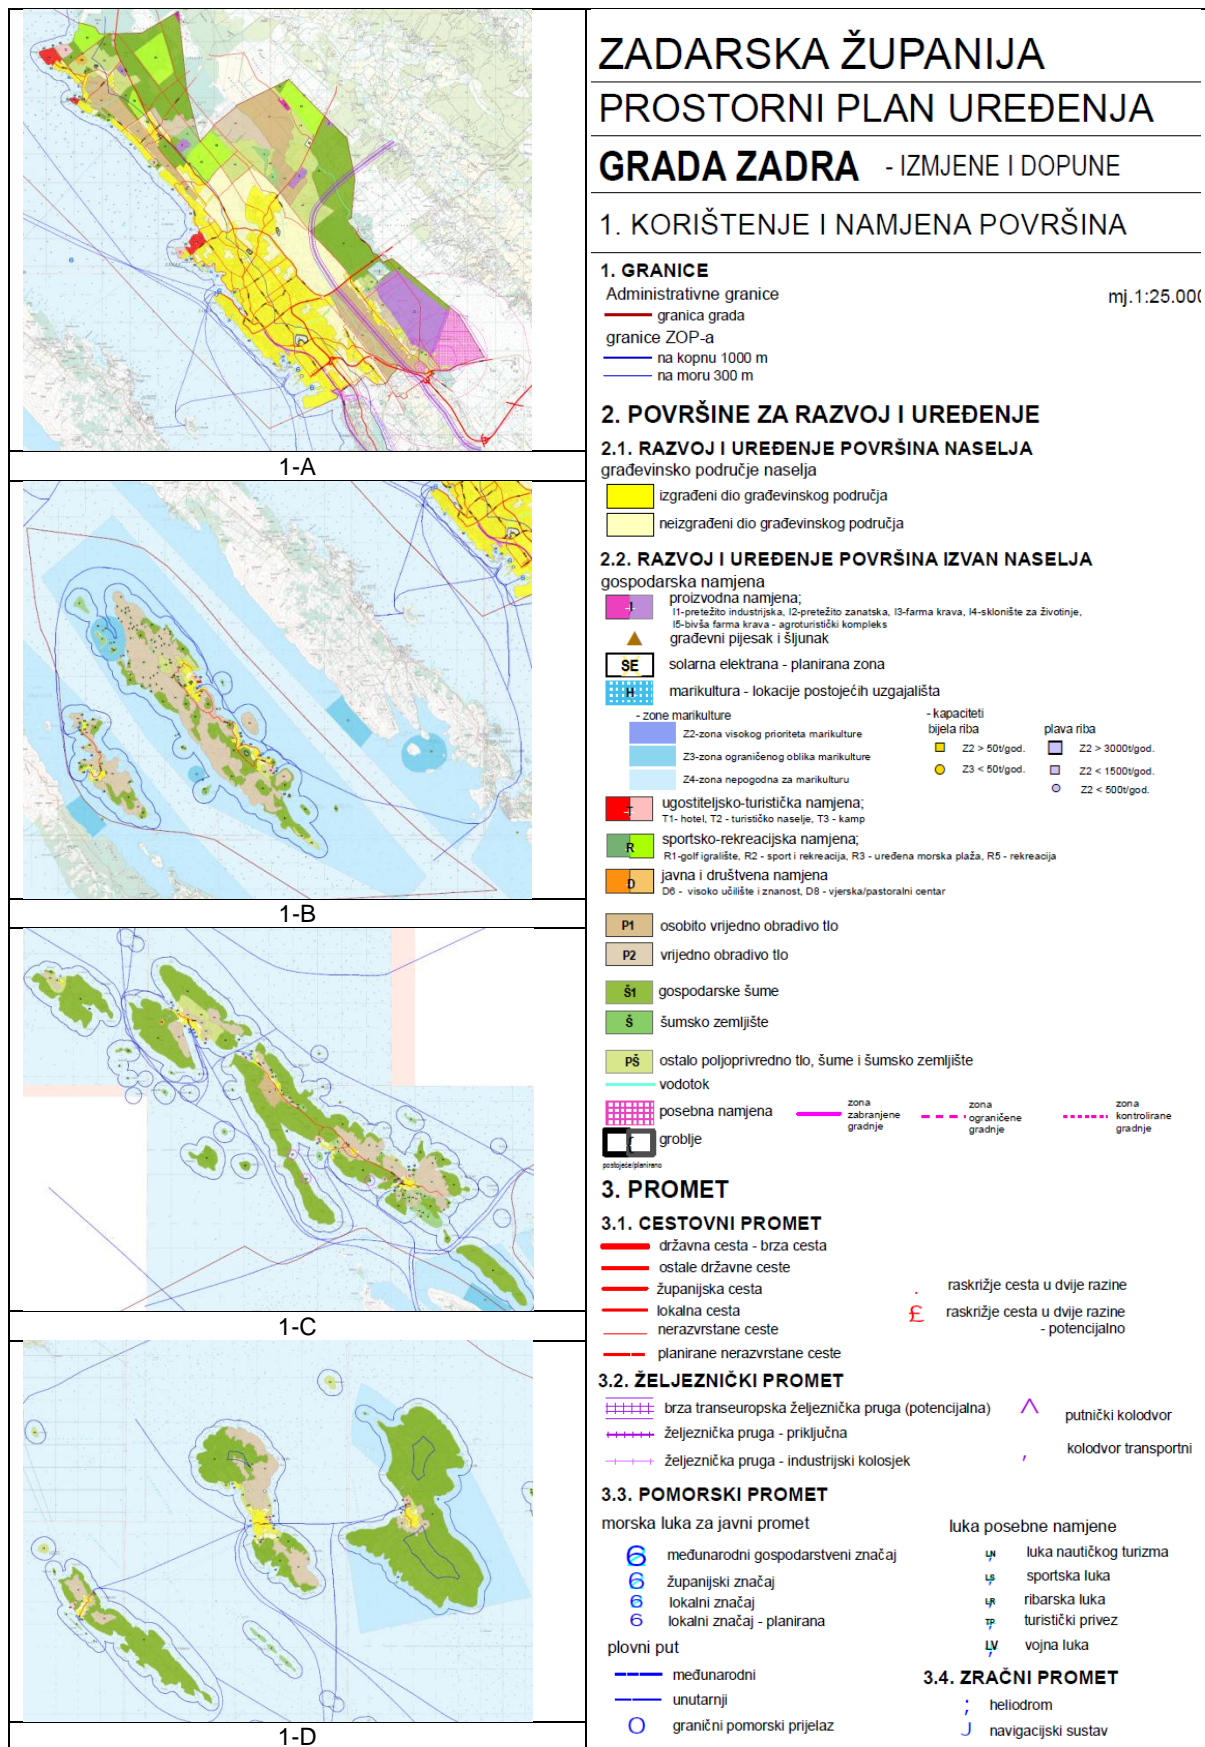 1-A
1-B
1-C
1-D
ZADARSKA ŽUPANIJA
PROSTORNI PLAN UREĐENJA
GRADA ZADRA - IZMJENE I DOPUNE
1. KORIŠTENJE I NAMJENA POVRŠINA
1. GRANICE
Administrativne granice
mj.1:25.000
granica grada
granice ZOP-a
na kopnu 1000 m
na moru 300 m
2. POVRŠINE ZA RAZVOJ I UREĐENJE
2.1. RAZVOJ I UREĐENJE POVRŠINA NASELJA
građevinsko područje naselja
izgrađeni dio građevinskog područja
neizgrađeni dio građevinskog područja
2.2. RAZVOJ I UREĐENJE POVRŠINA IZVAN NASELJA
gospodarska namjena
I proizvodna namjena;
I1-pretežito industrijska, I2-pretežito zanatska, I3-farma krava, I4-sklonište za životinje,
I5-bivša farma krava - agroturistički kompleks
građevni pijesak i šljunak
SE solarna elektrana - planirana zona
H marikultura - lokacije postojećih uzgajališta
- zone marikulture
Z2-zona visokog prioriteta marikulture
Z3-zona ograničenog oblika marikulture
Z4-zona nepogodna za marikulturu
- kapaciteti
bijela riba
plava riba
Z2 > 50t/god.
Z2 > 3000t/god.
Z3 < 50t/god.
Z2 < 1500t/god.
Z2 < 500t/god.
T ugostiteljsko-turistička namjena;
T1- hotel, T2 - turističko naselje, T3 - kamp
R sportsko-rekreacijska namjena;
R1-golf igralište, R2 - sport i rekreacija, R3 - uređena morska plaža, R5 - rekreacija
D javna i društvena namjena
D6 - visoko učilište i znanost, D8 - vjerska/pastoralni centar
P1 osobito vrijedno obradivo tlo
P2 vrijedno obradivo tlo
Š1 gospodarske šume
Š šumsko zemljište
PŠ ostalo poljoprivredno tlo, šume i šumsko zemljište
vodotok
posebna namjena
zona
zabranjene
gradnje
zona
ograničene
gradnje
zona
kontrolirane
gradnje
groblje
postojeće/planirano
3. PROMET
3.1. CESTOVNI PROMET
državna cesta - brza cesta
ostale državne ceste
županijska cesta
lokalna cesta
nerazvrstane ceste
planirane nerazvrstane ceste
. raskrižje cesta u dvije razine
£ raskrižje cesta u dvije razine
- potencijalno
3.2. ŽELJEZNIČKI PROMET
brza transeuropska željeznička pruga (potencijalna)
željeznička pruga - priključna
željeznička pruga - industrijski kolosjek
putnički kolodvor
, kolodvor transportni
3.3. POMORSKI PROMET
morska luka za javni promet
6 međunarodni gospodarstveni značaj
6 županijski značaj
6 lokalni značaj
6 lokalni značaj - planirana
plovni put
međunarodni
unutarnji
O granični pomorski prijelaz
luka posebne namjene
LN luka nautičkog turizma
LS sportska luka
LR ribarska luka
TP turistički privez
LV vojna luka
3.4. ZRAČNI PROMET
; heliodrom
navigacijski sustav